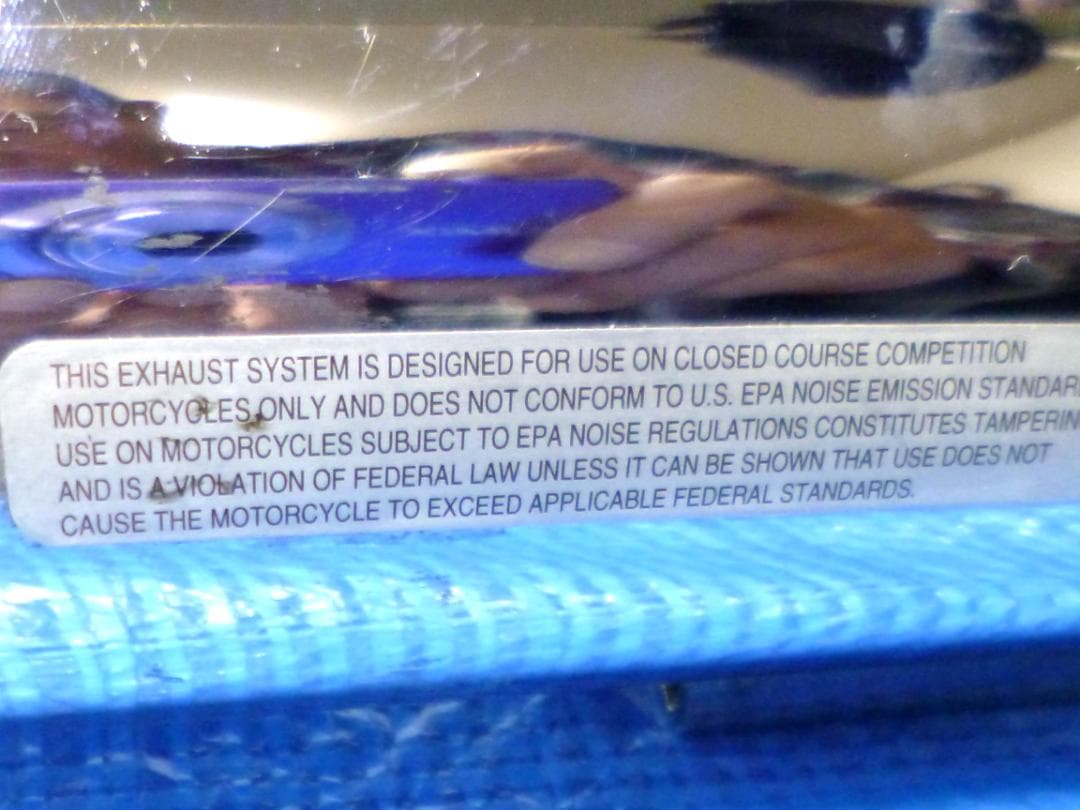 THIS EXHAUST SYSTEM IS DESIGNED FOR USE ON CLOSED COURSE COMPETITION
MOTORCYCLES ONLY AND DOES NOT CONFORM TO U.S. EPA NOISE EMISSION STANDAR
USE ON MOTORCYCLES SUBJECT TO EPA NOISE REGULATIONS CONSTITUTES TAMPERIN
AND IS A VIOLATION OF FEDERAL LAW UNLESS IT CAN BE SHOWN THAT USE DOES NOT
CAUSE THE MOTORCYCLE TO EXCEED APPLICABLE FEDERAL STANDARDS.